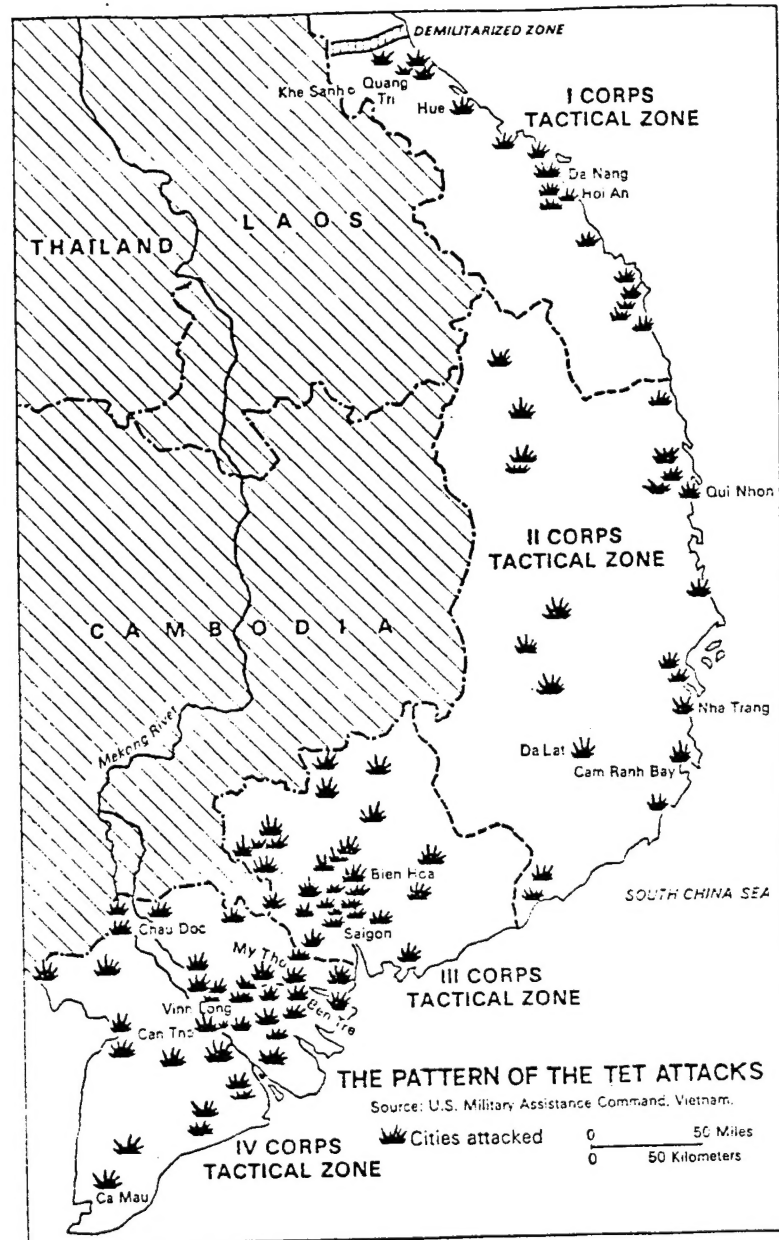 DEMILITARIZED ZONE
Khe Sanh
Quang
Tri
Hue
I CORPS
TACTICAL ZONE
Da Nang
Hoi An
LAOS
THAILAND
Qui Nhon
II CORPS
TACTICAL ZONE
CAMBODIA
Mekong River
Nha Trang
Da Lat
Cam Ranh Bay
Bien Hoa
SOUTH CHINA SEA
Chau Doc
Saigon
My Tho
III CORPS
TACTICAL ZONE
Vinh Long
Ben Tre
Can Tho
THE PATTERN OF THE TET ATTACKS
Source: U.S. Military Assistance Command, Vietnam.
Cities attacked
0 50 Miles
0 50 Kilometers
IV CORPS
TACTICAL ZONE
Ca Mau